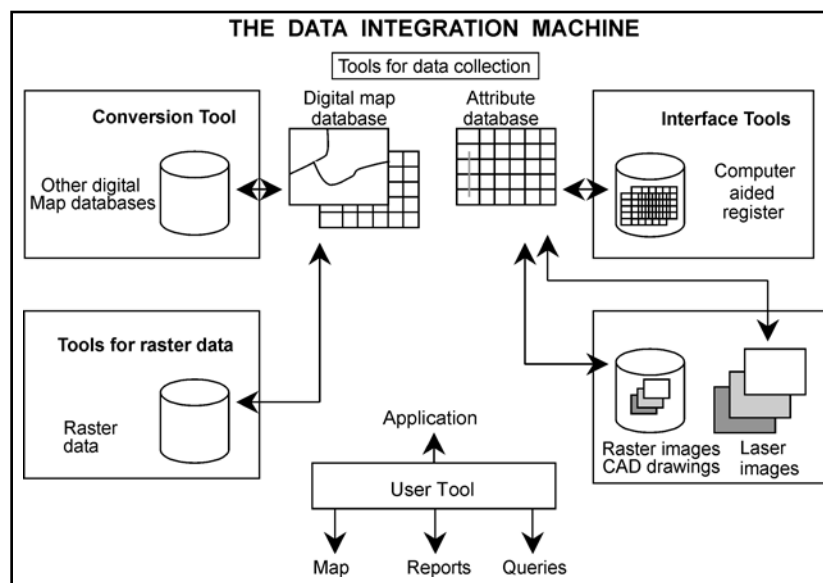 THE DATA INTEGRATION MACHINE
Tools for data collection
Conversion Tool
Other digital
Map databases
Digital map
database
Attribute
database
Interface Tools
Computer
aided
register
Tools for raster data
Raster
data
Raster images
CAD drawings
Laser
images
Application
User Tool
Map
Reports
Queries